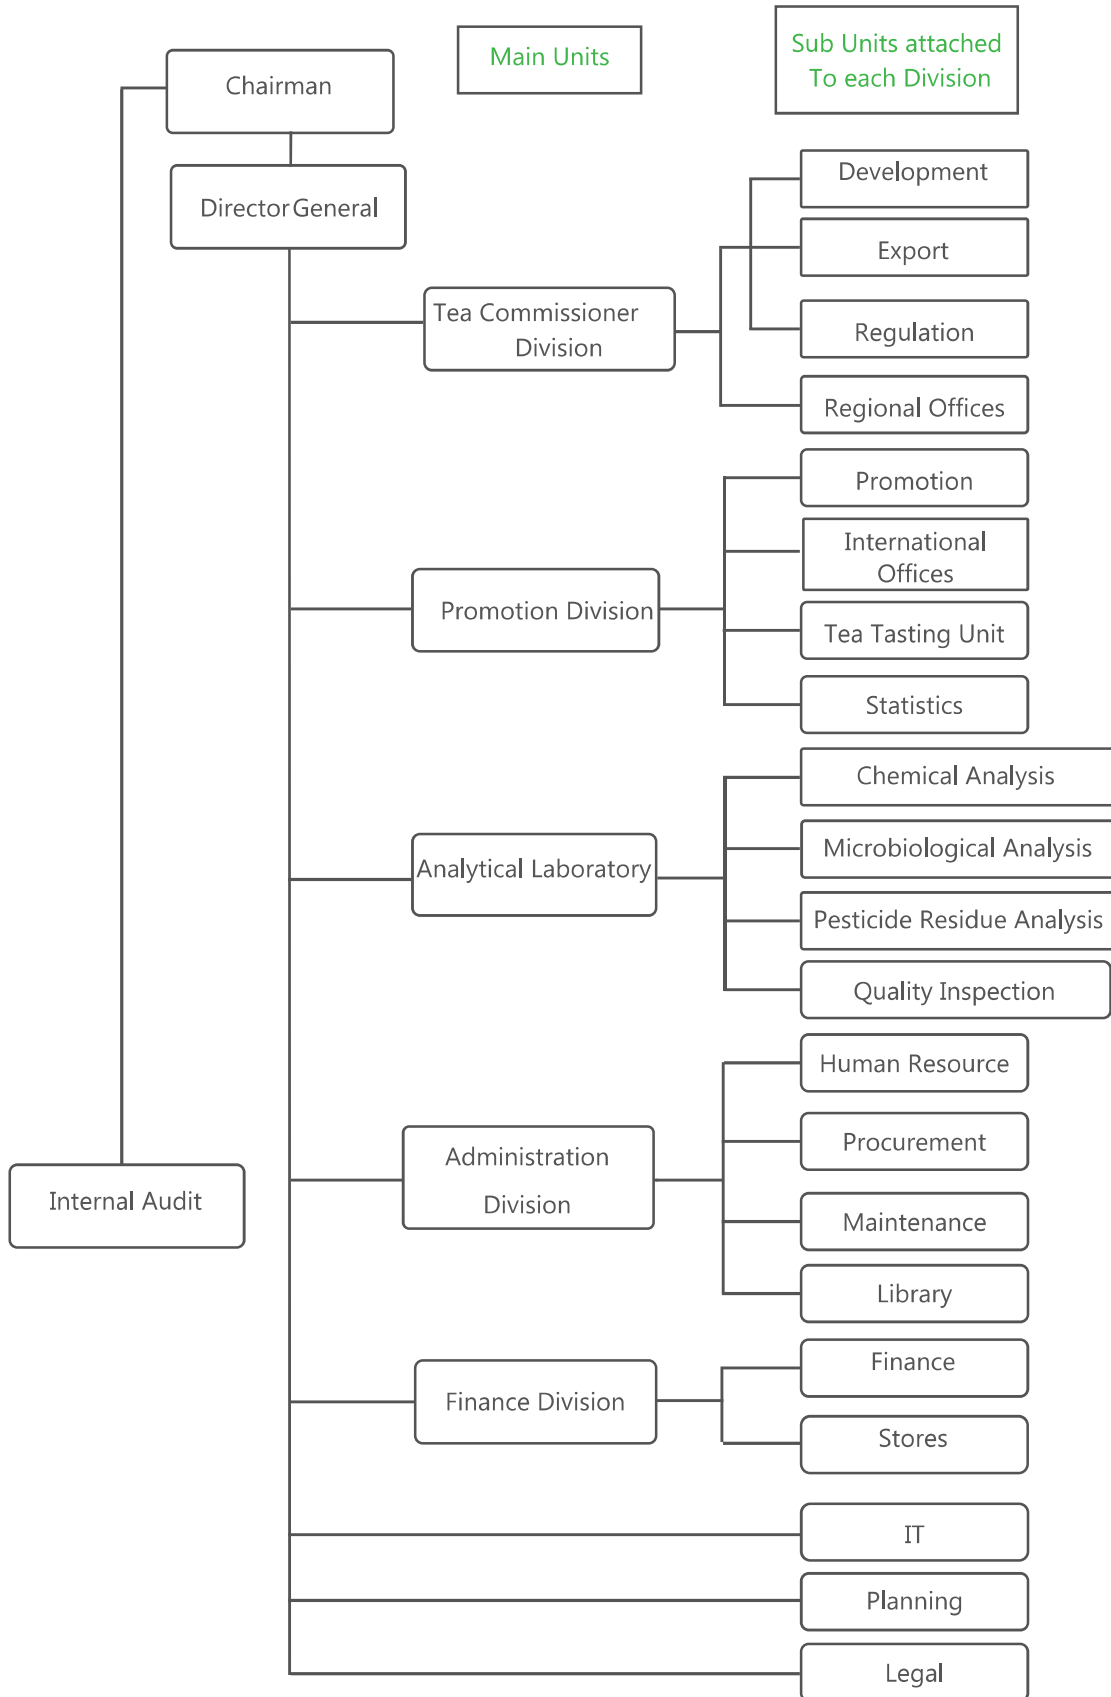 Main Units
Sub Units attached
To each Division
Chairman
Director General
Internal Audit
Tea Commissioner
Division
Development
Export
Regulation
Regional Offices
Promotion Division
Promotion
International
Offices
Tea Tasting Unit
Statistics
Analytical Laboratory
Chemical Analysis
Microbiological Analysis
Pesticide Residue Analysis
Quality Inspection
Administration
Division
Human Resource
Procurement
Maintenance
Library
Finance Division
Finance
Stores
IT
Planning
Legal